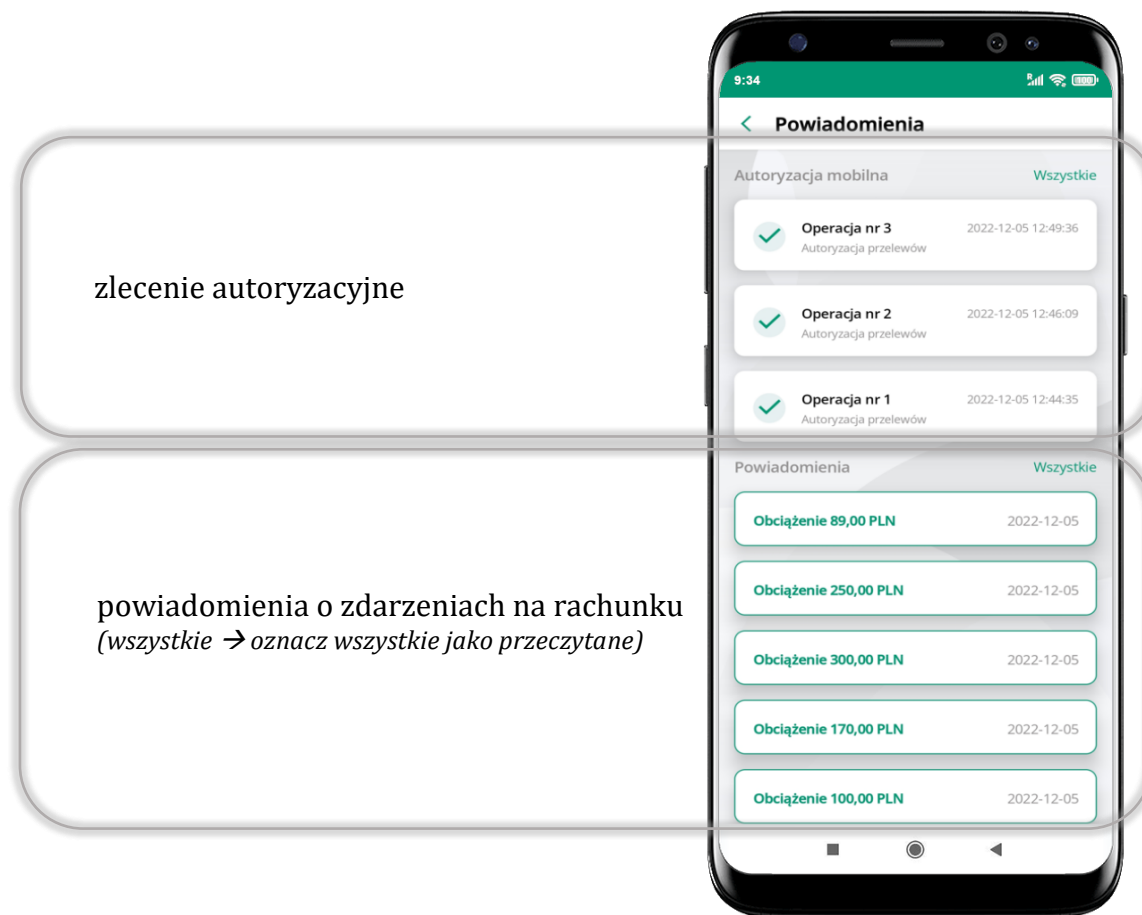 9:34
Powiadomienia
Autoryzacja mobilna Wszystkie
Operacja nr 3 2022-12-05 12:49:36
Autoryzacja przelewów
zlecenie autoryzacyjne
Operacja nr 2 2022-12-05 12:46:09
Autoryzacja przelewów
Operacja nr 1 2022-12-05 12:44:35
Autoryzacja przelewów
Powiadomienia Wszystkie
Obciążenie 89,00 PLN 2022-12-05
powiadomienia o zdarzeniach na rachunku
(wszystkie → oznacz wszystkie jako przeczytane)
Obciążenie 250,00 PLN 2022-12-05
Obciążenie 300,00 PLN 2022-12-05
Obciążenie 170,00 PLN 2022-12-05
Obciążenie 100,00 PLN 2022-12-05